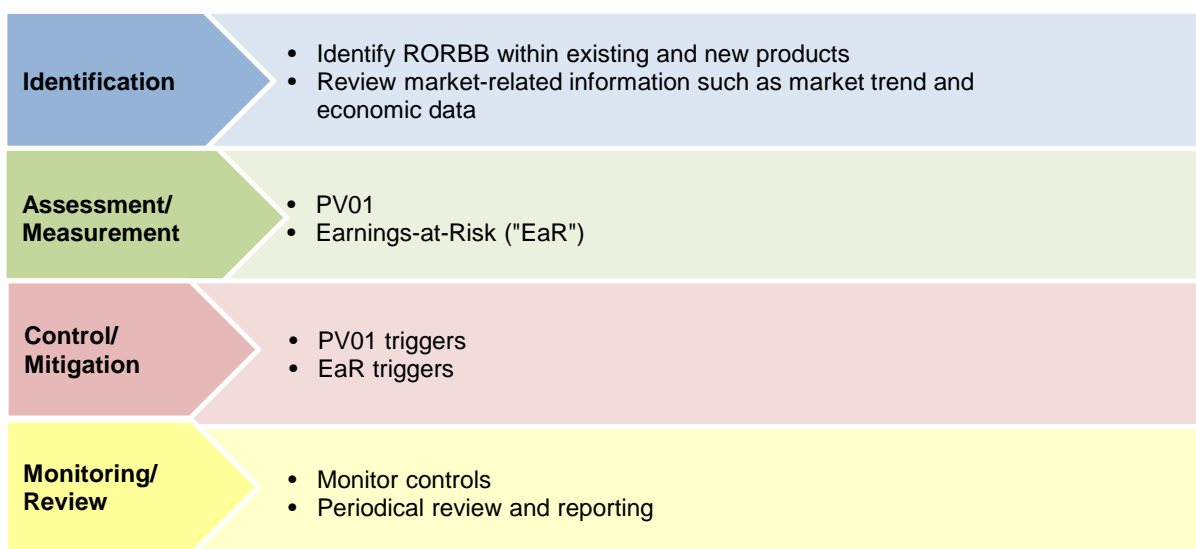 Identification
• Identify RORBB within existing and new products
• Review market-related information such as market trend and
economic data
Assessment/
Measurement
• PV01
• Earnings-at-Risk ("EaR")
Control/
Mitigation
• PV01 triggers
• EaR triggers
Monitoring/
Review
• Monitor controls
• Periodical review and reporting